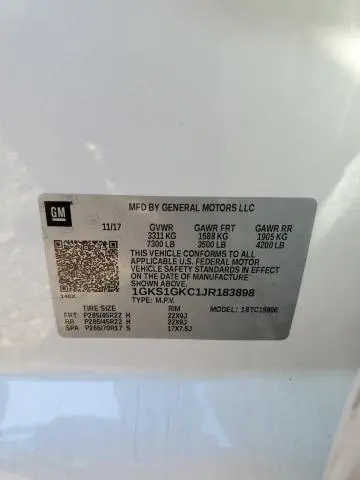 GM
MFD BY GENERAL MOTORS LLC
11/17 GVWR GAWR FRT GAWR RR
3311 KG 1588 KG 1905 KG
7300 LB 3500 LB 4200 LB
THIS VEHICLE CONFORMS TO ALL
APPLICABLE U.S. FEDERAL MOTOR
VEHICLE SAFETY STANDARDS IN
EFFECT ON THE DATE OF MANUFACTURE
SHOWN ABOVE.
1GKS1GKC1JR183898
TYPE: M.P.V.
TIRE SIZE RIM MODEL: 18TC15906
FRT P285/45R22 H 22X9J
RR P285/45R22 H 22X9J
SPA P265/70R17 S 17X7.5J